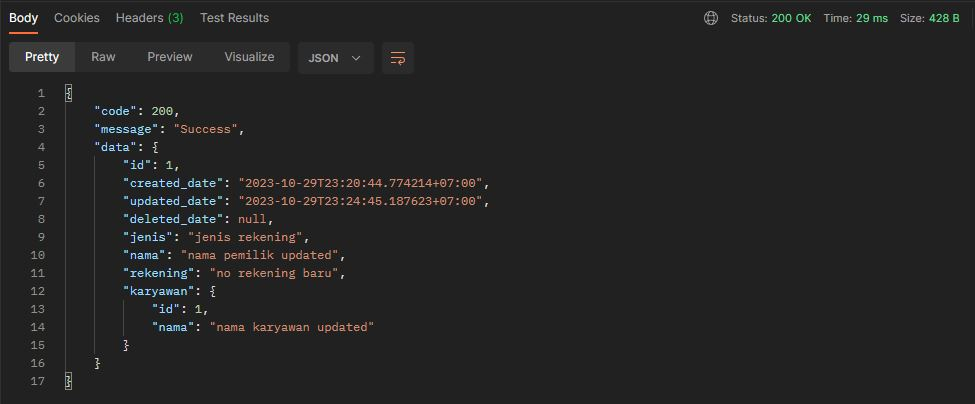 Body Cookies Headers (3) Test Results Status: 200 OK Time: 29 ms Size: 428 B
Pretty Raw Preview Visualize JSON
1 {
2 "code": 200,
3 "message": "Success",
4 "data": {
5 "id": 1,
6 "created_date": "2023-10-29T23:20:44.774214+07:00",
7 "updated_date": "2023-10-29T23:24:45.187623+07:00",
8 "deleted_date": null,
9 "jenis": "jenis rekening",
10 "nama": "nama pemilik updated",
11 "rekening": "no rekening baru",
12 "karyawan": {
13 "id": 1,
14 "nama": "nama karyawan updated"
15 }
16 }
17 }